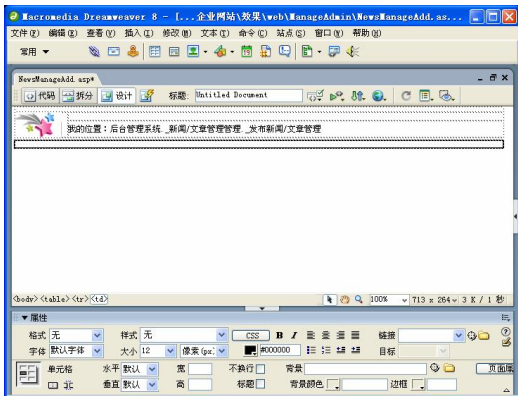 Macromedia Dreamweaver 8 - [...企业网站\效果\web\ManageAdmin\NewsManageAdd.as...
文件(F) 编辑(E) 查看(V) 插入(I) 修改(M) 文本(T) 命令(C) 站点(S) 窗口(W) 帮助(H)
常用
NewsManageAdd.asp*
代码 拆分 设计 标题: Untitled Document
我的位置：后台管理系统._新闻/文章管理管理._发布新闻/文章管理
<body> <table> <tr> <td> 100% 713 x 264 3 K / 1 秒
属性
格式 无 样式 无 CSS B I 链接
字体 默认字体 大小 12 像素(px) #000000 目标
单元格 水平 默认 宽 不换行 背景 页面属
垂直 默认 高 标题 背景颜色 边框